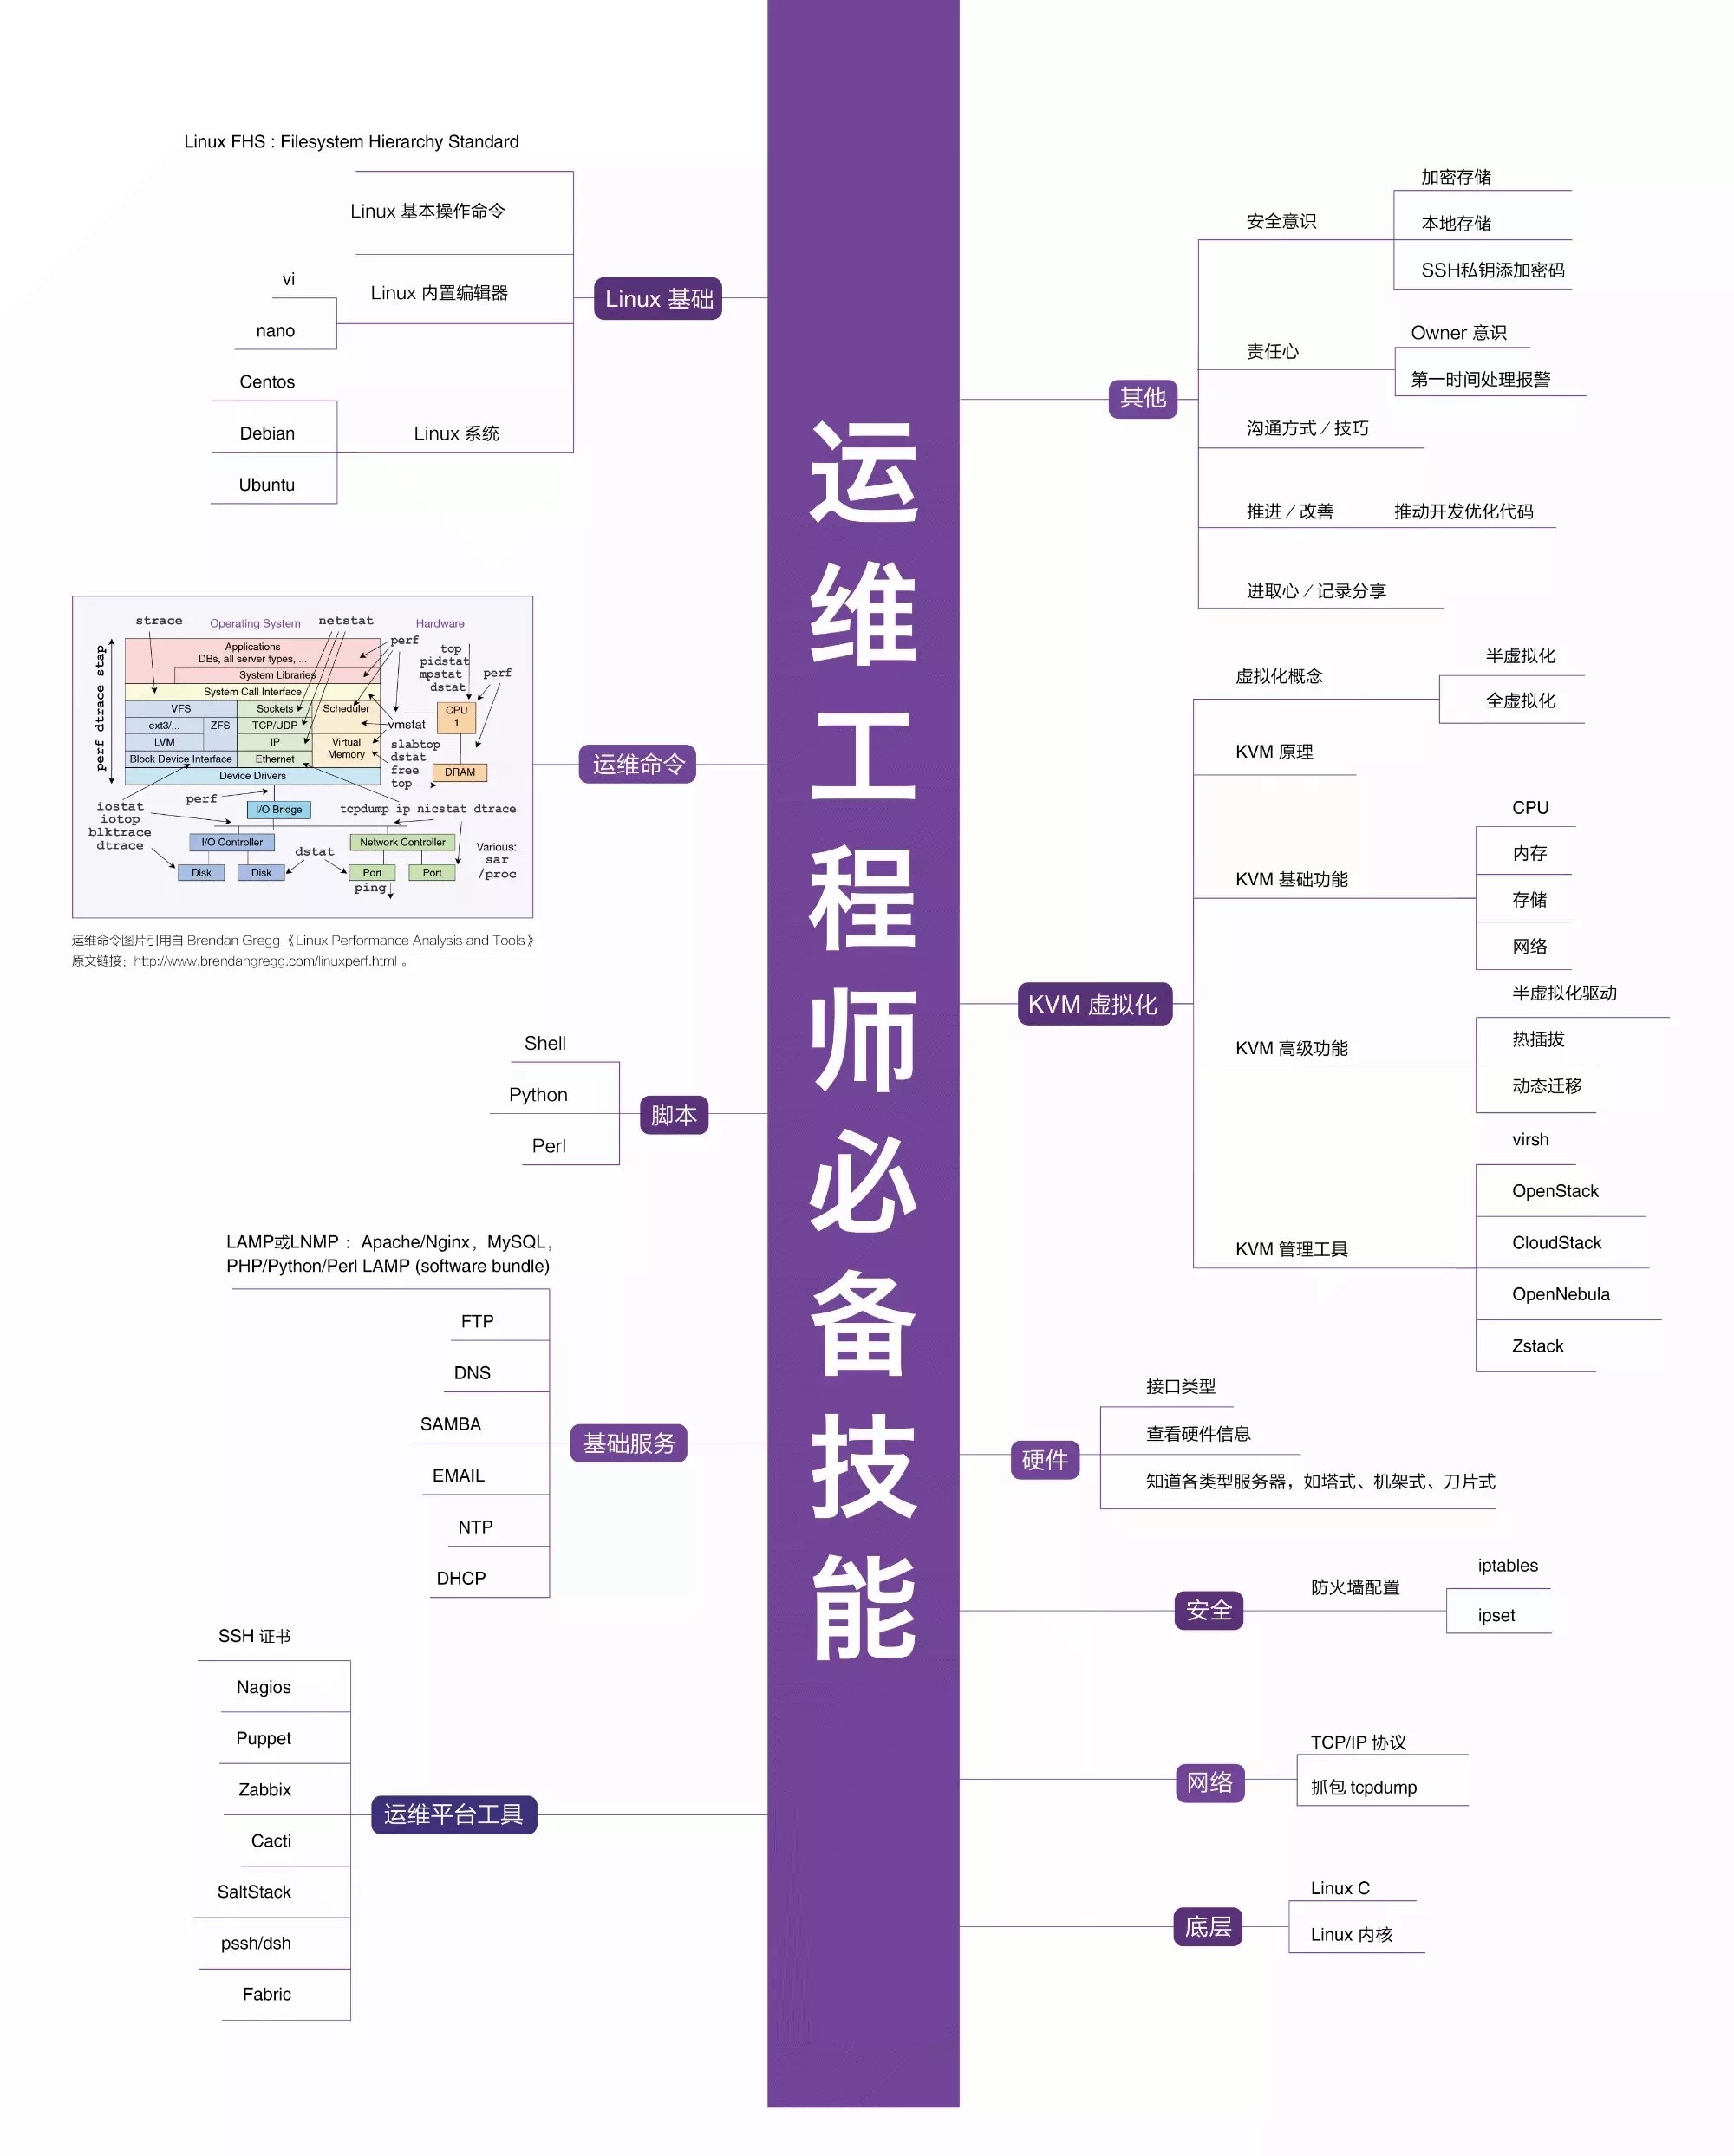 运维工程师必备技能
Linux FHS : Filesystem Hierarchy Standard
Linux 基本操作命令
vi
nano
Linux 内置编辑器
Centos
Debian
Ubuntu
Linux 系统
Linux 基础
strace
Operating System
netstat
Hardware
perf dtrace stap
Applications
DBs, all server types, ...
System Libraries
System Call Interface
VFS
Sockets
Scheduler
ext3/...
ZFS
TCP/UDP
LVM
IP
Virtual
Memory
Block Device Interface
Ethernet
Device Drivers
perf
top
pidstat
mpstat
dstat
perf
CPU
1
vmstat
slabtop
dstat
free
top
DRAM
iostat
iotop
blktrace
dtrace
perf
I/O Bridge
tcpdump ip nicstat dtrace
I/O Controller
Network Controller
Disk
Disk
dstat
Port
Port
ping
Various:
sar
/proc
运维命令图片引用自 Brendan Gregg《Linux Performance Analysis and Tools》
原文链接：http://www.brendangregg.com/linuxperf.html 。
运维命令
Shell
Python
Perl
脚本
LAMP或LNMP ：Apache/Nginx，MySQL，
PHP/Python/Perl LAMP (software bundle)
FTP
DNS
SAMBA
EMAIL
NTP
DHCP
基础服务
SSH 证书
Nagios
Puppet
Zabbix
Cacti
SaltStack
pssh/dsh
Fabric
运维平台工具
其他
安全意识
加密存储
本地存储
SSH私钥添加密码
责任心
Owner 意识
第一时间处理报警
沟通方式／技巧
推进／改善
推动开发优化代码
进取心／记录分享
KVM 虚拟化
虚拟化概念
半虚拟化
全虚拟化
KVM 原理
KVM 基础功能
CPU
内存
存储
网络
KVM 高级功能
半虚拟化驱动
热插拔
动态迁移
KVM 管理工具
virsh
OpenStack
CloudStack
OpenNebula
Zstack
硬件
接口类型
查看硬件信息
知道各类型服务器，如塔式、机架式、刀片式
安全
防火墙配置
iptables
ipset
网络
TCP/IP 协议
抓包 tcpdump
底层
Linux C
Linux 内核